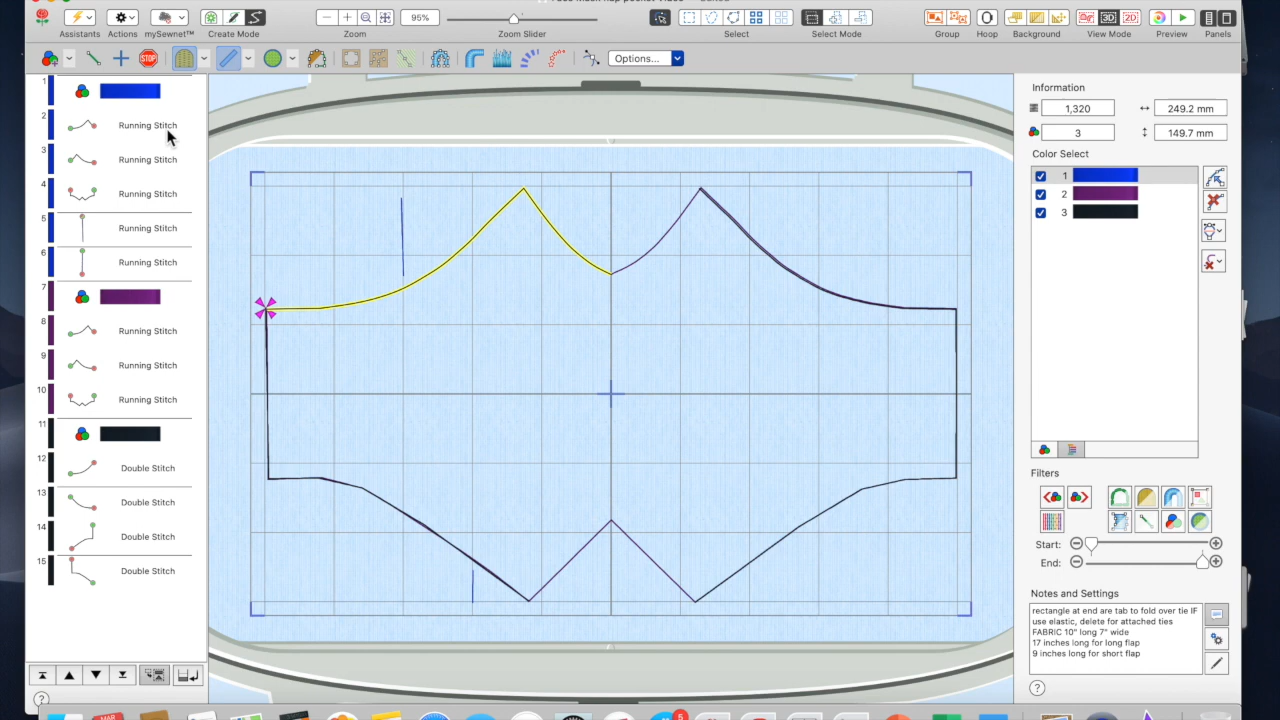 Assistants
Actions
mySewnet™
Create Mode
Zoom
95%
Zoom Slider
Select
Select Mode
Group
Hoop
Background
3D
2D
View Mode
Preview
Panels
STOP
Options...
1
2 Running Stitch
3 Running Stitch
4 Running Stitch
5 Running Stitch
6 Running Stitch
7
8 Running Stitch
9 Running Stitch
10 Running Stitch
11
12 Double Stitch
13 Double Stitch
14 Double Stitch
15 Double Stitch
?
Information
1,320
249.2 mm
3
149.7 mm
Color Select
1
2
3
Filters
Start:
End:
Notes and Settings
rectangle at end are tab to fold over tie IF
use elastic, delete for attached ties
FABRIC 10" long 7" wide
17 inches long for long flap
9 inches long for short flap
?
MAR
5